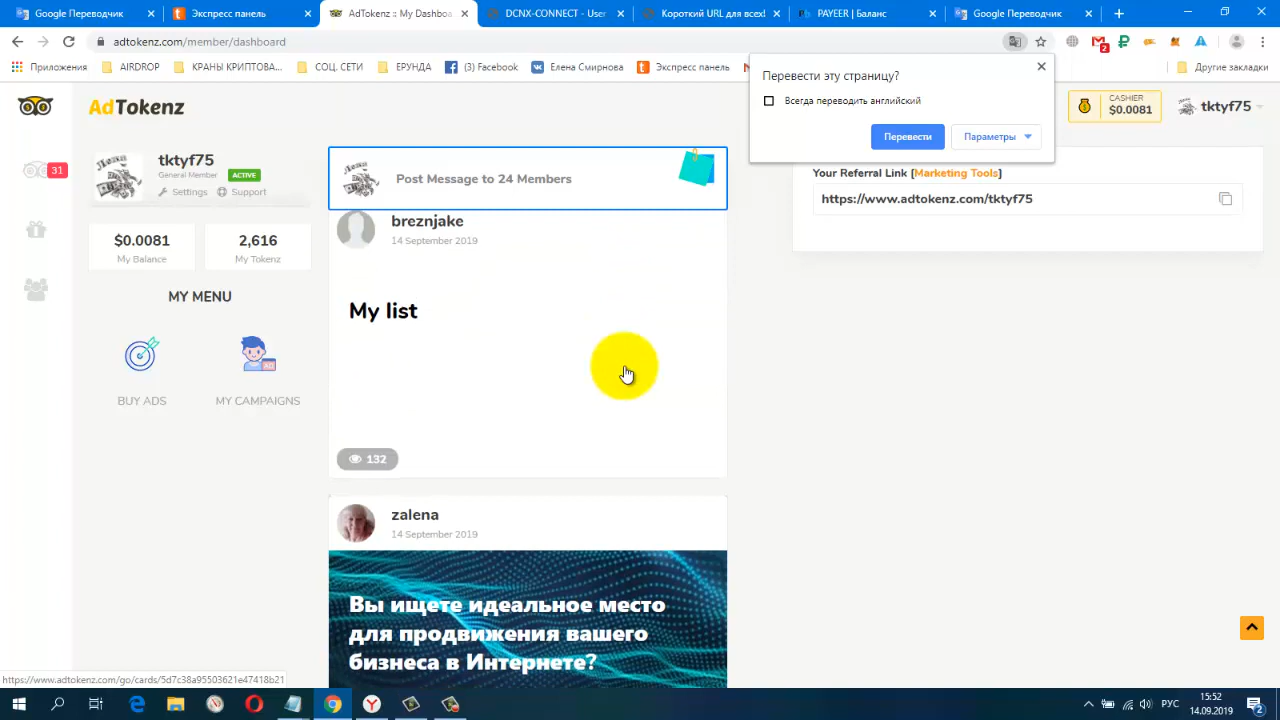 Google Переводчик
Экспресс панель
AdTokenz :: My Dashbo
DCNX-CONNECT - User
Короткий URL для всех!
PAYEER | Баланс
Google Переводчик
adtokenz.com/member/dashboard
2
Приложения
AIRDROP
КРАНЫ КРИПТОВА...
СОЦ. СЕТИ
ЕРУНДА
(3) Facebook
Елена Смирнова
Экспресс панель
Другие закладки
Перевести эту страницу?
Всегда переводить английский
Перевести
Параметры
AdTokenz
CASHIER
$0.0081
tktyf75
31
tktyf75
General Member
ACTIVE
Settings
Support
$0.0081
My Balance
2,616
My Tokenz
MY MENU
BUY ADS
MY CAMPAIGNS
Post Message to 24 Members
breznjake
14 September 2019
My list
132
zalena
14 September 2019
Вы ищете идеальное место
для продвижения вашего
бизнеса в Интернете?
Your Referral Link [Marketing Tools]
https://www.adtokenz.com/tktyf75
https://www.adtokenz.com/go/cards/5d7c38a95503621e47418b21
РУС
15:52
14.09.2019
2